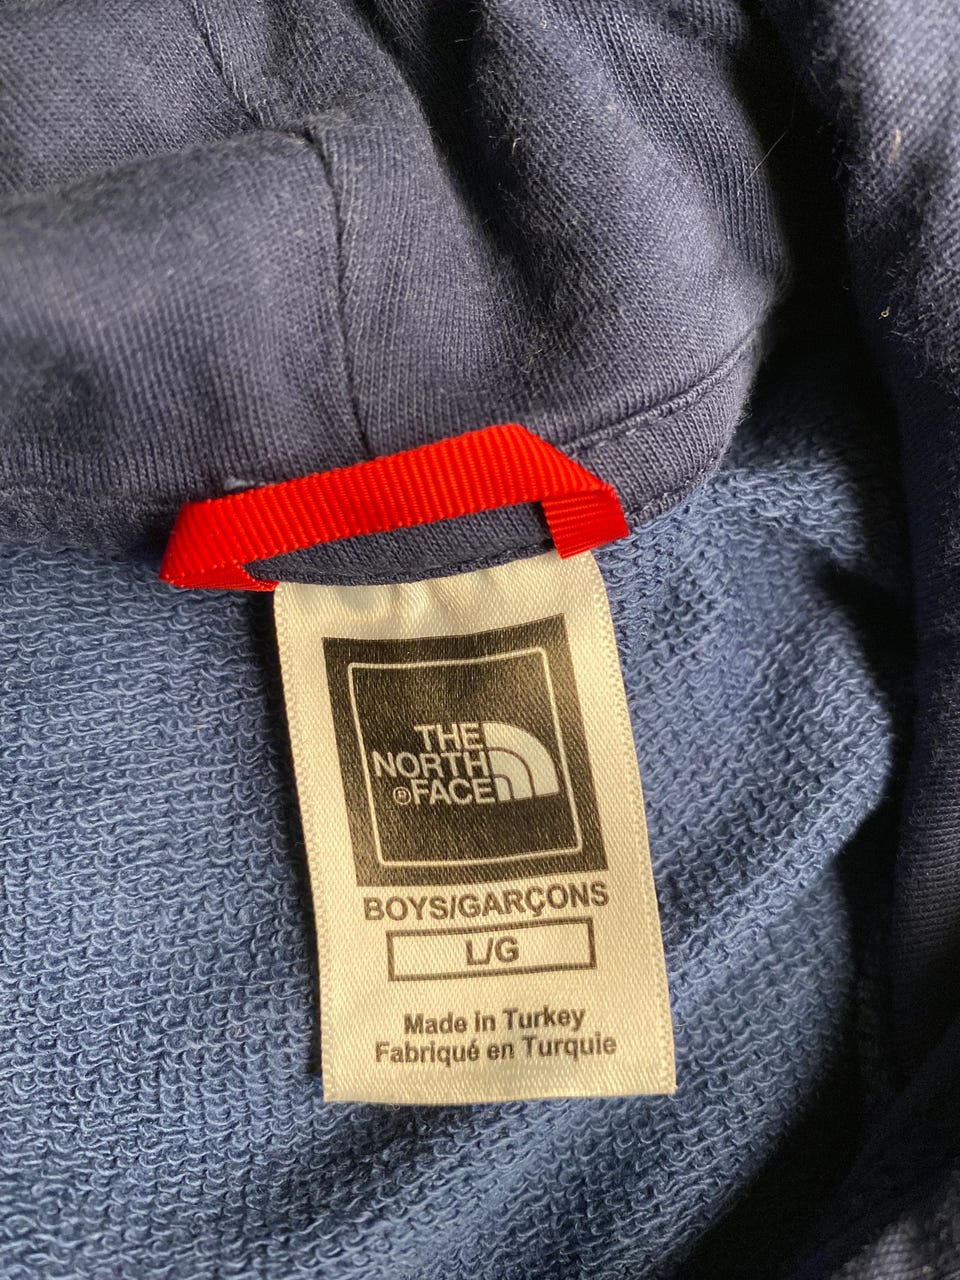 THE
NORTH
®FACE
BOYS/GARÇONS
L/G
Made in Turkey
Fabriqué en Turquie